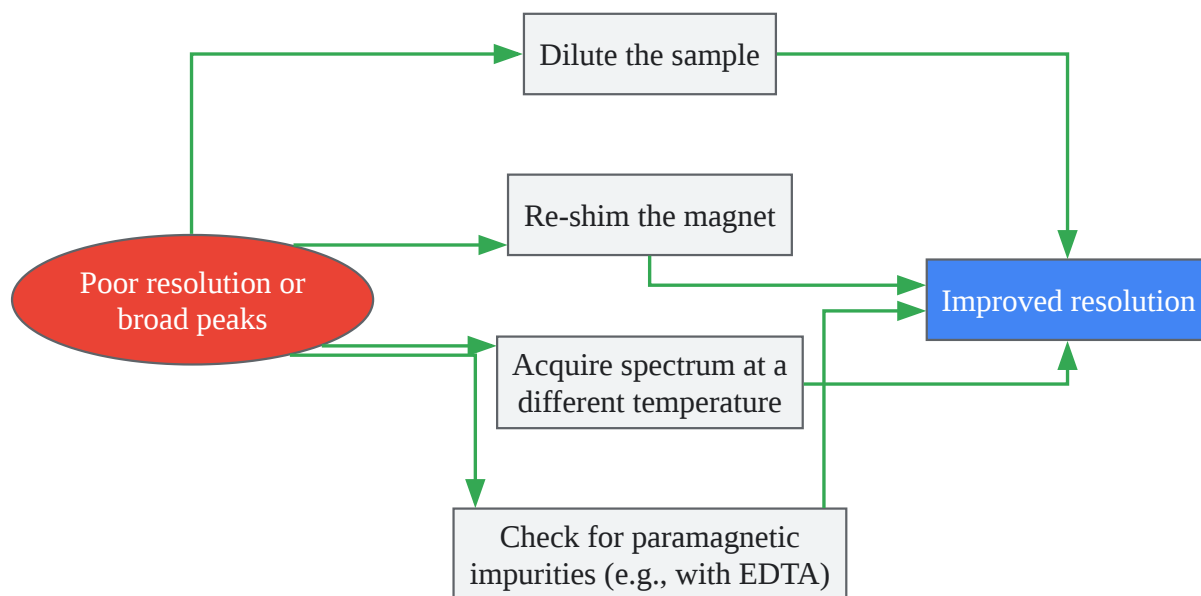 Dilute the sample
Re-shim the magnet
Poor resolution or
broad peaks
Improved resolution
Acquire spectrum at a
different temperature
Check for paramagnetic
impurities (e.g., with EDTA)